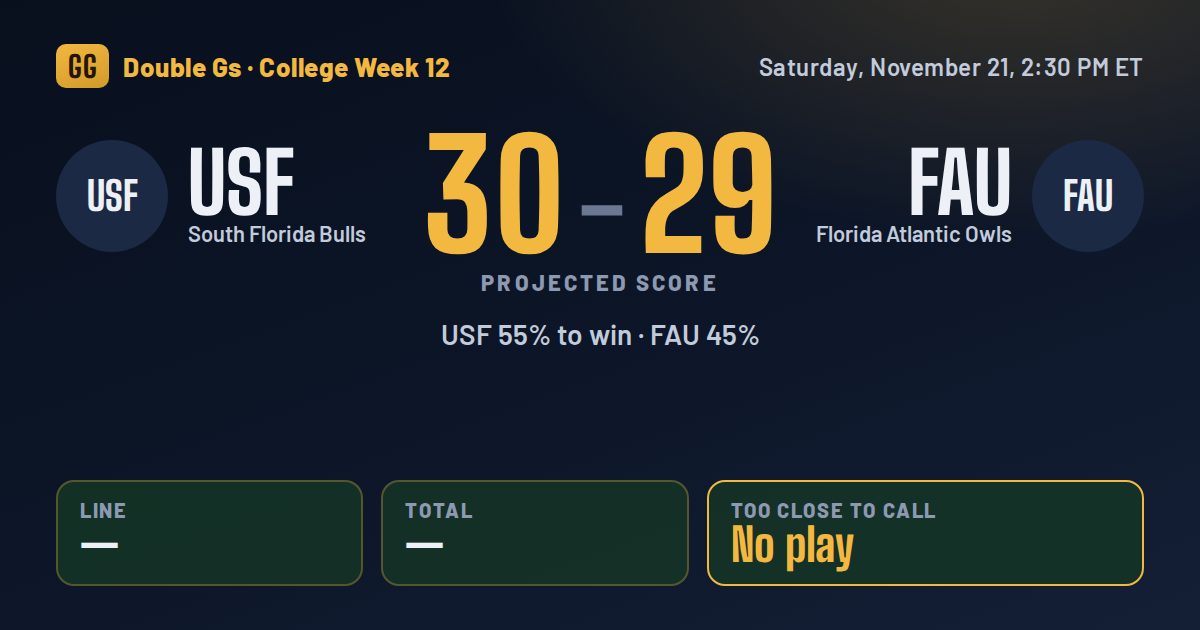 GG
Double Gs · College Week 12
Saturday, November 21, 2:30 PM ET
USF
USF
South Florida Bulls
30 – 29
PROJECTED SCORE
USF 55% to win · FAU 45%
FAU
Florida Atlantic Owls
FAU
LINE
—
TOTAL
—
TOO CLOSE TO CALL
No play